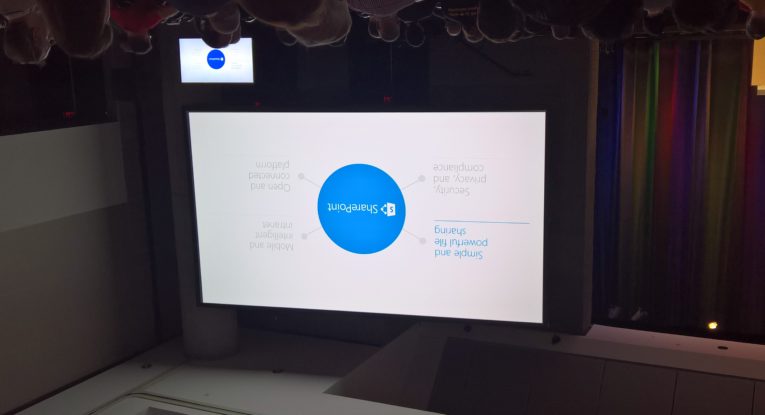 Simple and
powerful file
sharing
Mobile and
intelligent
intranet
S SharePoint
Security,
privacy, and
compliance
Open and
connected
platform